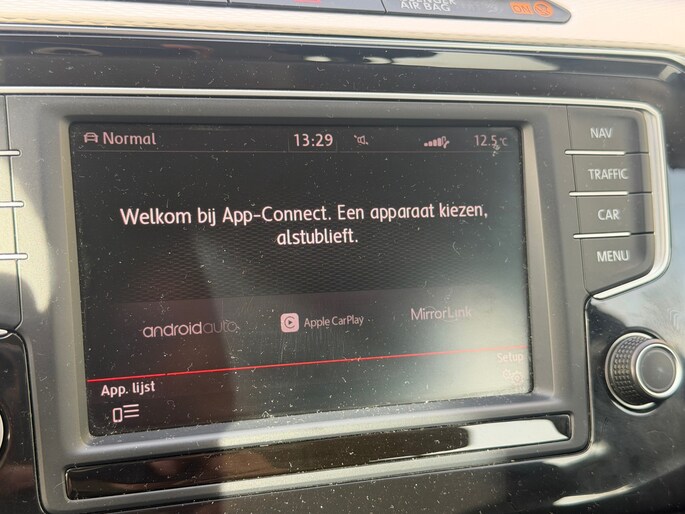 AIR BAG
ON
Normal
13:29
12.5°C
NAV
TRAFFIC
CAR
MENU
Welkom bij App-Connect. Een apparaat kiezen,
alstublieft.
androidauto
Apple CarPlay
MirrorLink
App. lijst
Setup